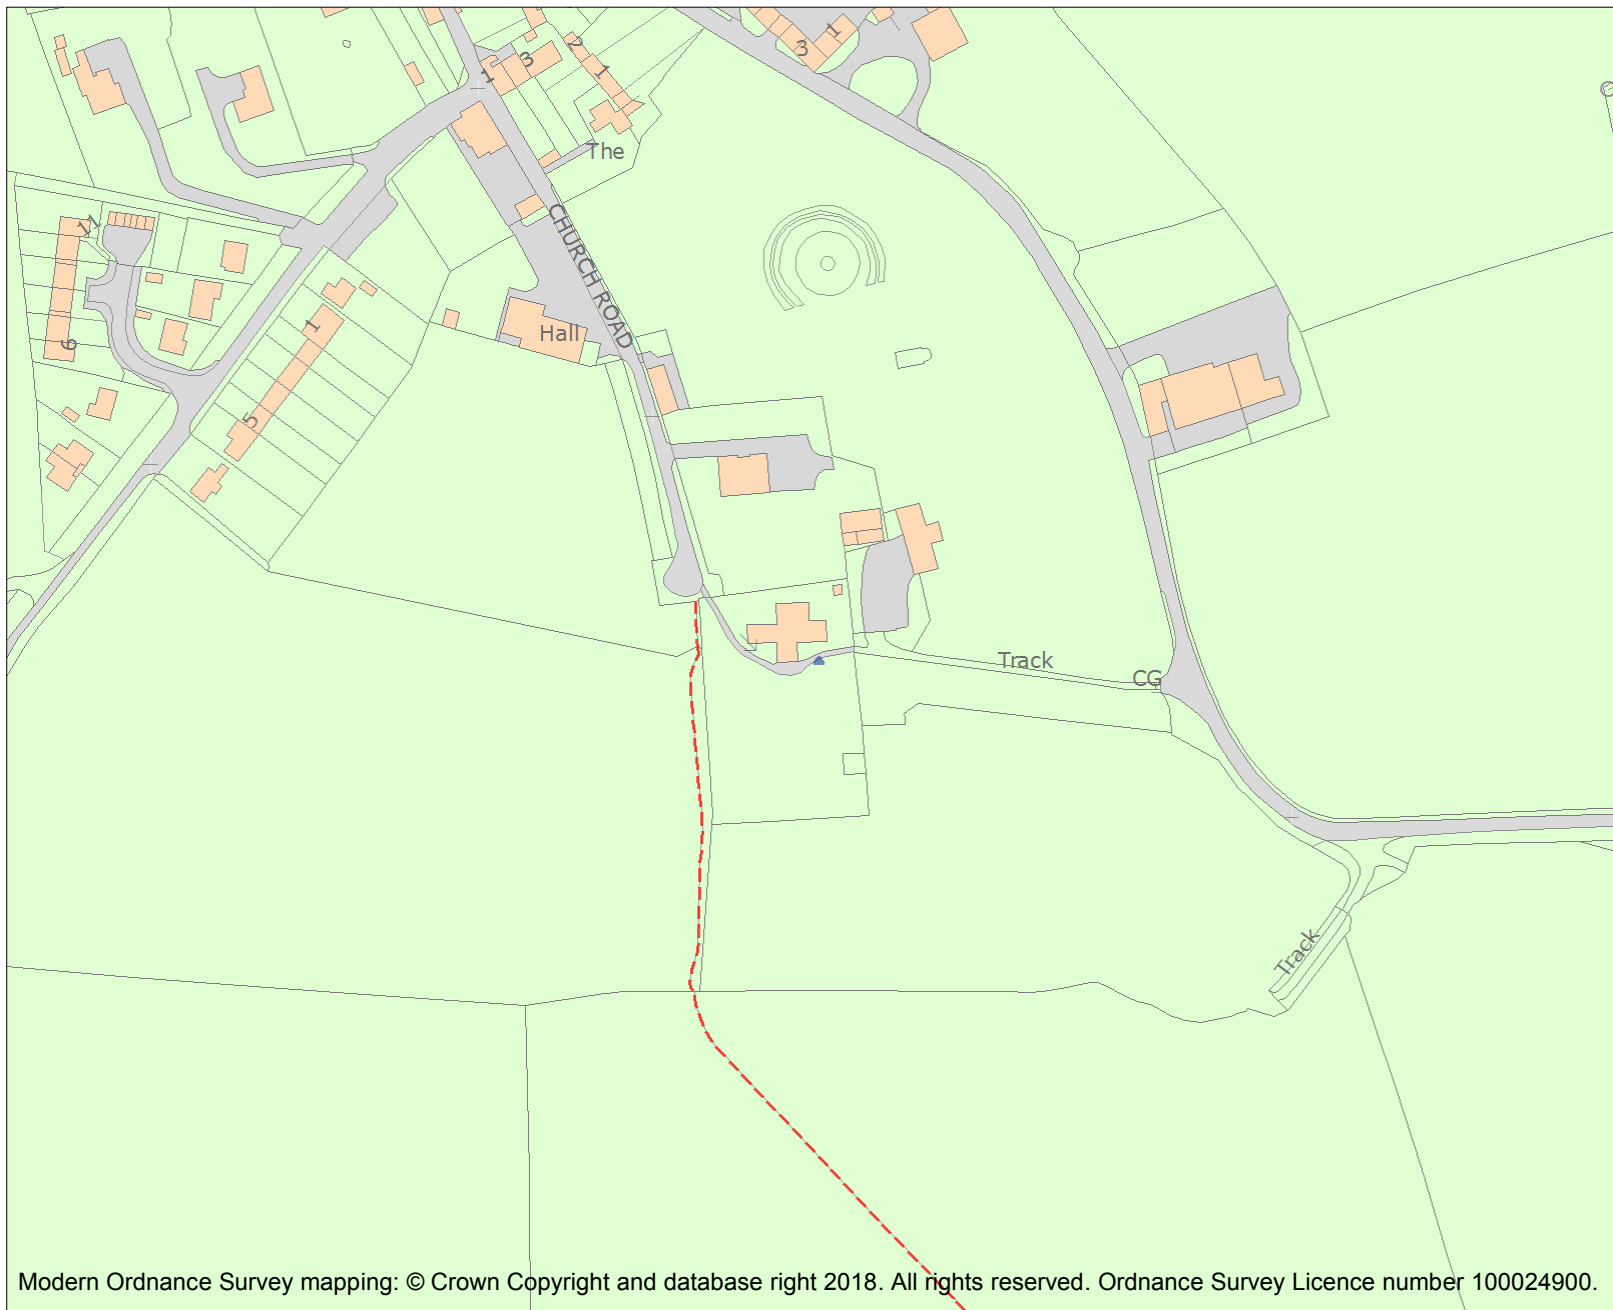 2
3
1
1
3
1
The
11
CHURCH ROAD
1
Hall
6
5
Track
CG
Track
Modern Ordnance Survey mapping: © Crown Copyright and database right 2018. All rights reserved. Ordnance Survey Licence number 100024900.